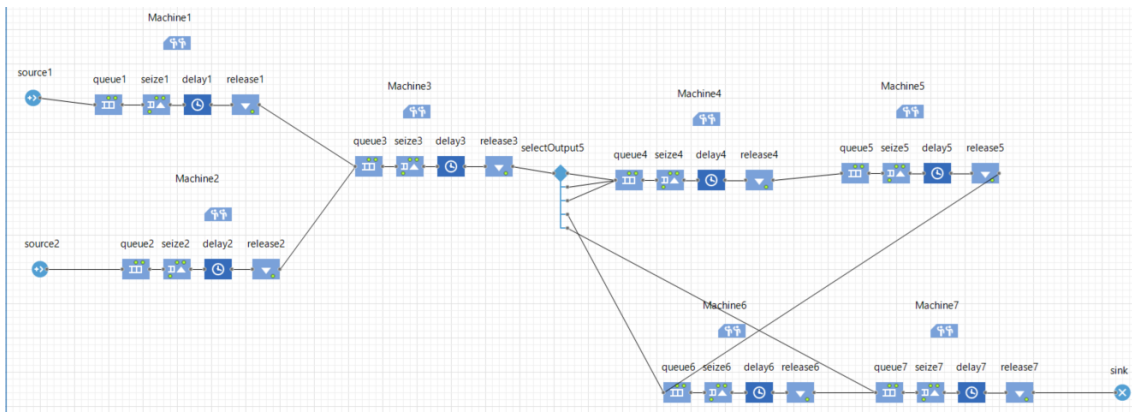 Machine1
source1
queue1 seize1 delay1 release1
Machine3
Machine4
Machine5
queue3 seize3 delay3 release3 selectOutput5
queue4 seize4 delay4 release4
queue5 seize5 delay5 release5
Machine2
source2
queue2 seize2 delay2 release2
Machine6
Machine7
queue6 seize6 delay6 release6
queue7 seize7 delay7 release7
sink